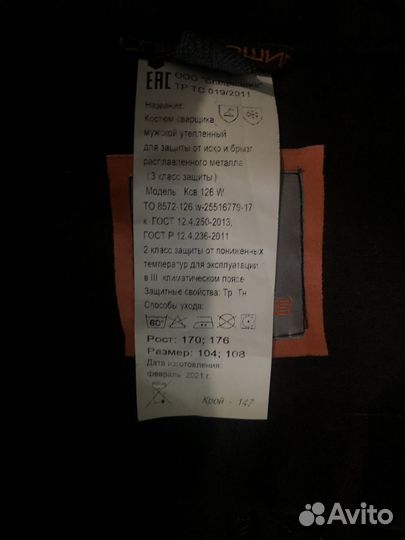 EAC ООО
ТР ТС 019/2011
Название:
Костюм сварщика
мужской утепленный
для защиты от искр и брызг
расплавленного металла
(3 класс защиты)
Модель: Ксв 126 W
ТО 8572-126 w-25516779-17
к ГОСТ 12.4.250-2013,
ГОСТ Р 12.4.236-2011
2 класс защиты от пониженных
температур для эксплуатации
в III климатическом поясе
Защитные свойства: Тр Тн
Способы ухода:
60°
Рост: 170; 176
Размер: 104; 108
Дата изготовления:
Февраль 2021 г.
Крой - 147
Avito